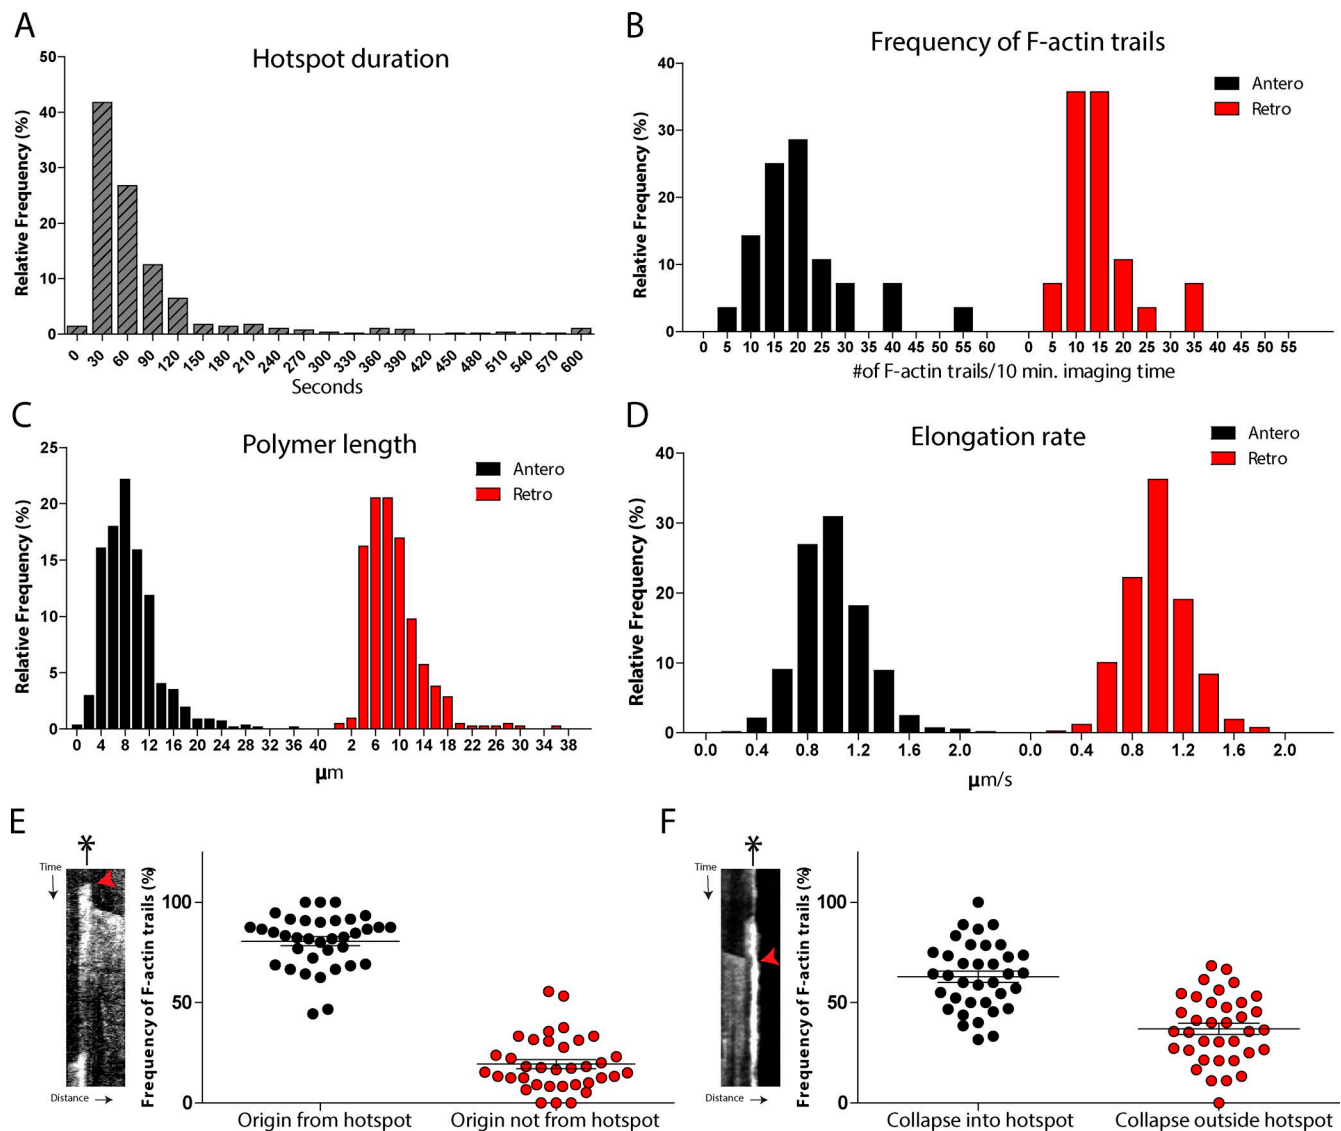 A
Hotspot duration
Relative Frequency (%)
50
40
30
20
10
0
0 30 60 90 120 150 180 210 240 270 300 330 360 390 420 450 480 510 540 570 600
Seconds
B
Frequency of F-actin trails
Antero
Retro
Relative Frequency (%)
40
30
20
10
0
0 5 10 15 20 25 30 35 40 45 50 55 60 0 5 10 15 20 25 30 35 40 45 50 55
#of F-actin trails/10 min. imaging time
C
Polymer length
Antero
Retro
Relative Frequency (%)
25
20
15
10
5
0
0 4 8 12 16 20 24 28 32 36 40 2 6 10 14 18 22 26 30 34 38
μm
D
Elongation rate
Antero
Retro
Relative Frequency (%)
40
30
20
10
0
0.0 0.4 0.8 1.2 1.6 2.0 0.0 0.4 0.8 1.2 1.6 2.0
μm/s
E
*
Time
Distance
Frequency of F-actin trails (%)
100
50
0
Origin from hotspot Origin not from hotspot
F
*
Time
Distance
Frequency of F-actin trails (%)
100
50
0
Collapse into hotspot Collapse outside hotspot